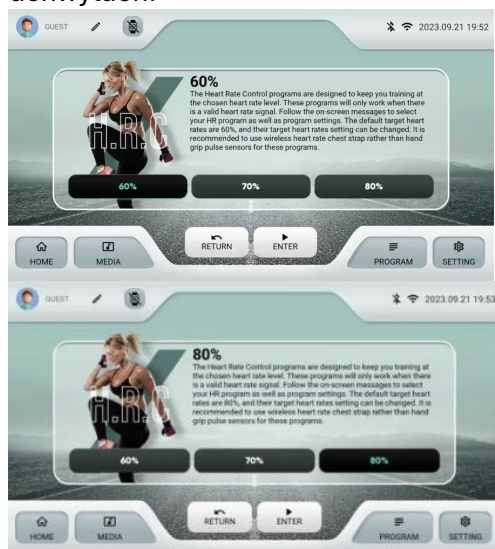 GUEST
2023.09.21 19:52
H.R.C
60%
The Heart Rate Control programs are designed to keep you training at
the chosen heart rate level. These programs will only work when there
is a valid heart rate signal. Follow the on-screen messages to select
your HR program as well as program settings. The default target heart
rates are 60%, and their target heart rates setting can be changed. It is
recommended to use wireless heart rate chest strap rather than hand
grip pulse sensors for these programs.
60% 70% 80%
RETURN ENTER
HOME MEDIA PROGRAM SETTING
GUEST
2023.09.21 19:53
H.R.C
80%
The Heart Rate Control programs are designed to keep you training at
the chosen heart rate level. These programs will only work when there
is a valid heart rate signal. Follow the on-screen messages to select
your HR program as well as program settings. The default target heart
rates are 80%, and their target heart rates setting can be changed. It is
recommended to use wireless heart rate chest strap rather than hand
grip pulse sensors for these programs.
60% 70% 80%
RETURN ENTER
HOME MEDIA PROGRAM SETTING